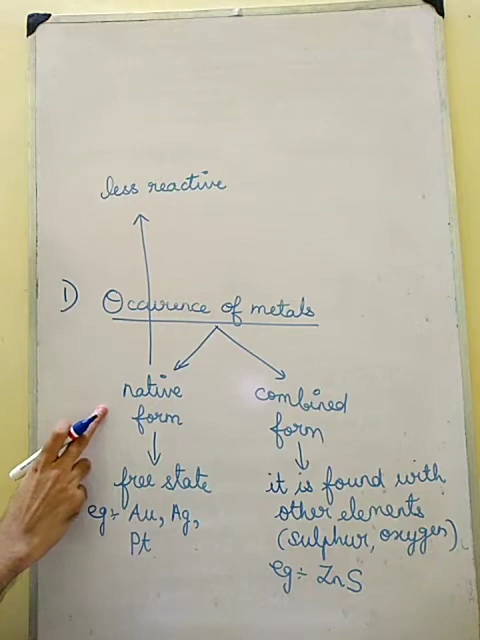 less reactive
1) Occurence of metals
native
form
free state
eg:- Au, Ag,
Pt
combined
form
it is found with
other elements
(sulphur, oxygen)
eg:- ZnS